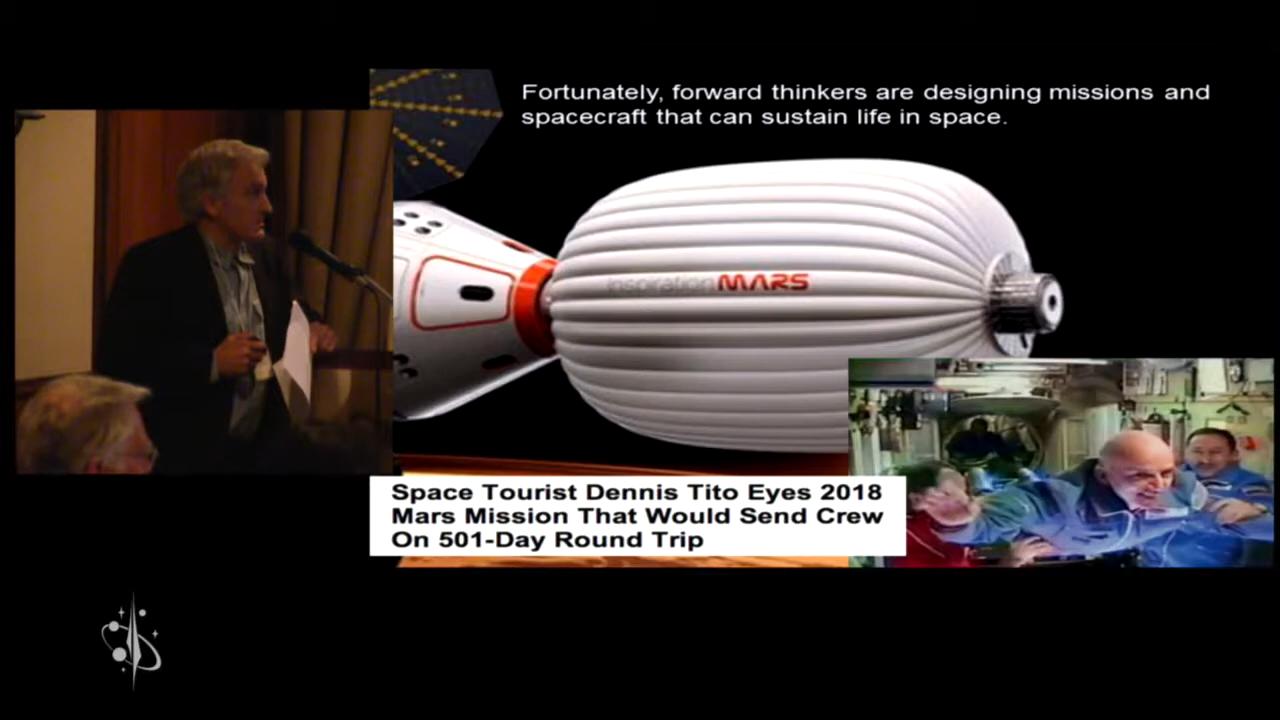 Fortunately, forward thinkers are designing missions and
spacecraft that can sustain life in space.
inspirationMARS
Space Tourist Dennis Tito Eyes 2018
Mars Mission That Would Send Crew
On 501-Day Round Trip